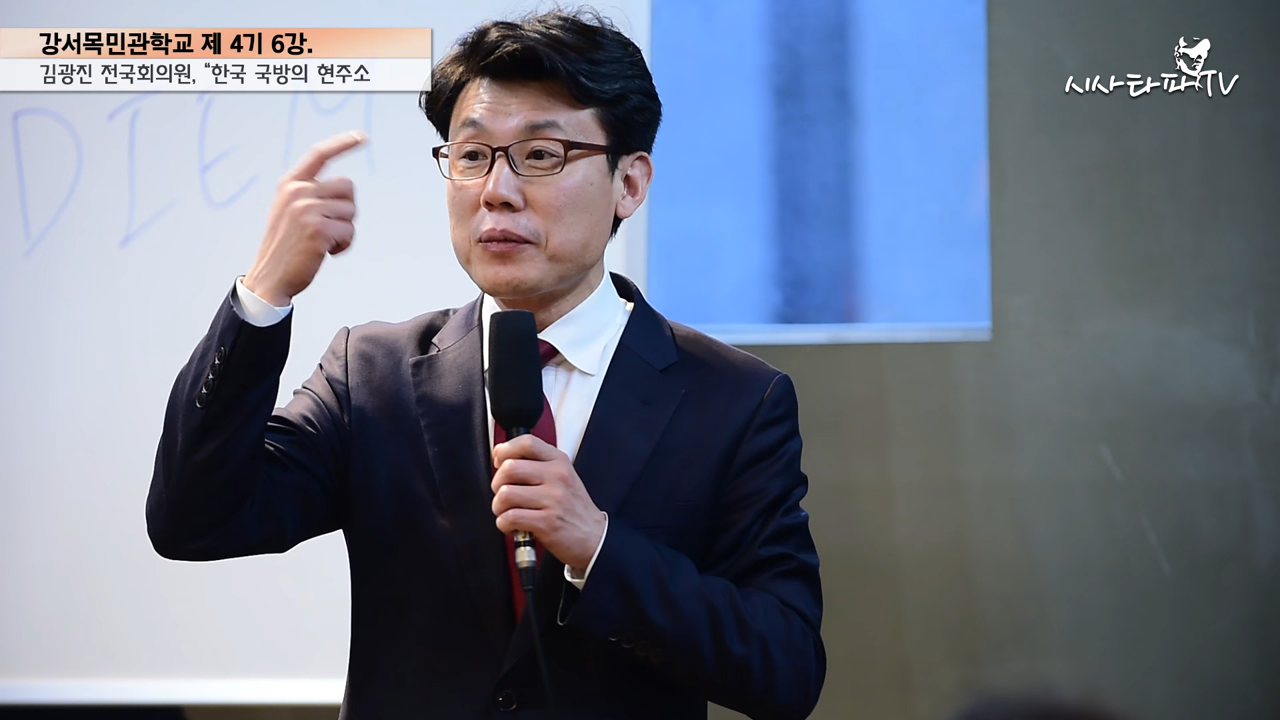 강서목민관학교 제 4기 6강.
김광진 전국회의원, “한국 국방의 현주소
시사타파TV
DIEM